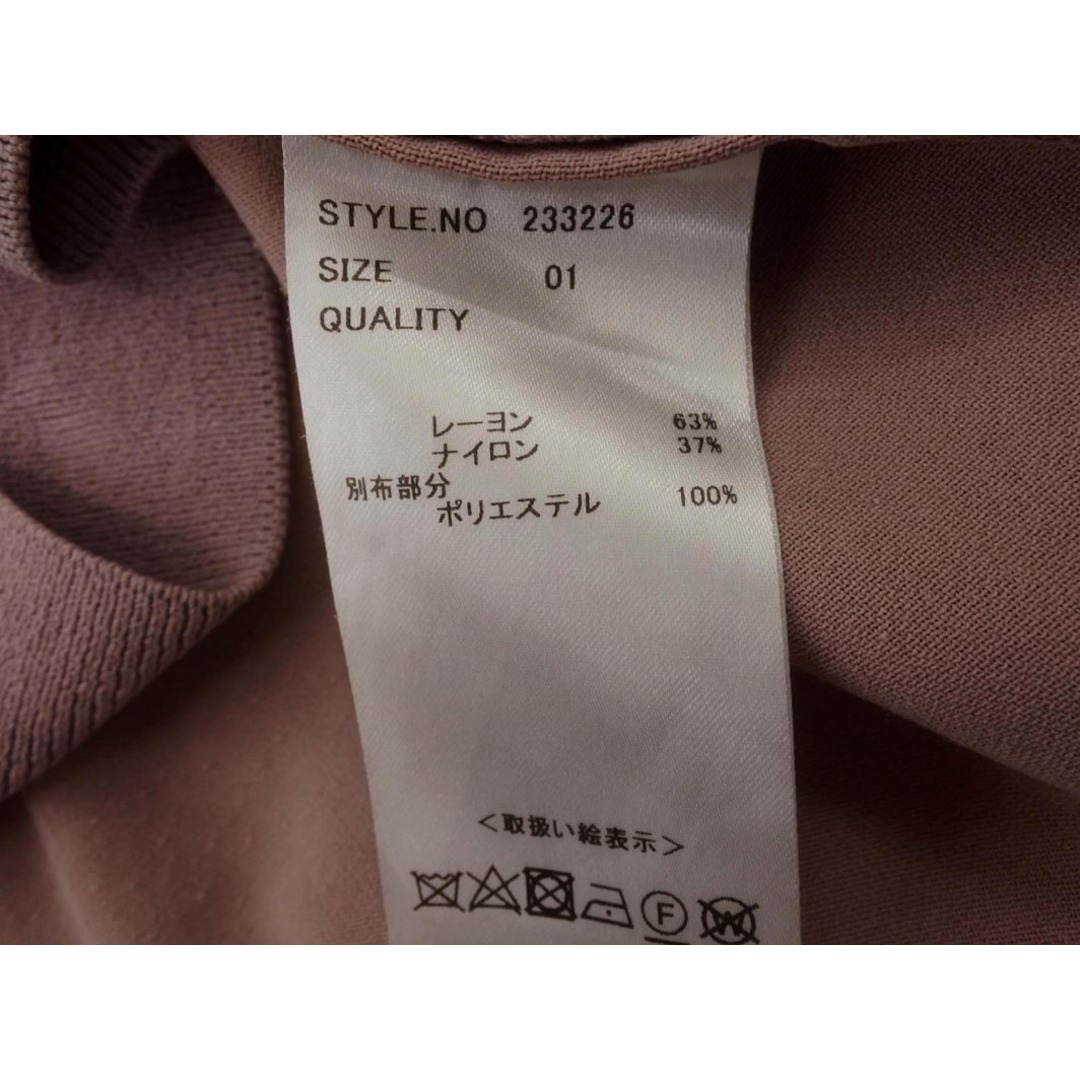 STYLE.NO 233226
SIZE 01
QUALITY
レーヨン 63%
ナイロン 37%
別布部分
ポリエステル 100%
<取扱い絵表示>
F W